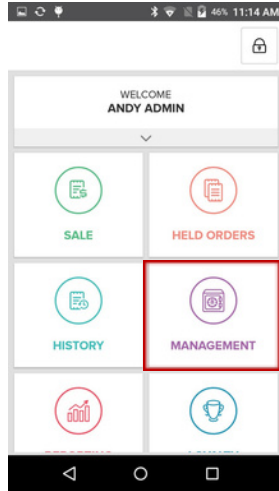 46% 11:14 AM
WELCOME
ANDY ADMIN
SALE
HELD ORDERS
HISTORY
MANAGEMENT